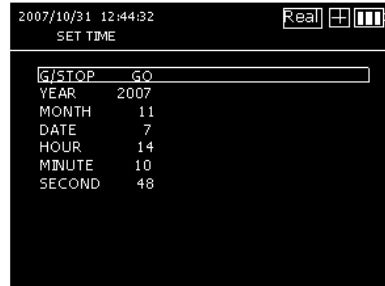 2007/10/31 12:44:32 Real
SET TIME
G/STOP GO
YEAR 2007
MONTH 11
DATE 7
HOUR 14
MINUTE 10
SECOND 48